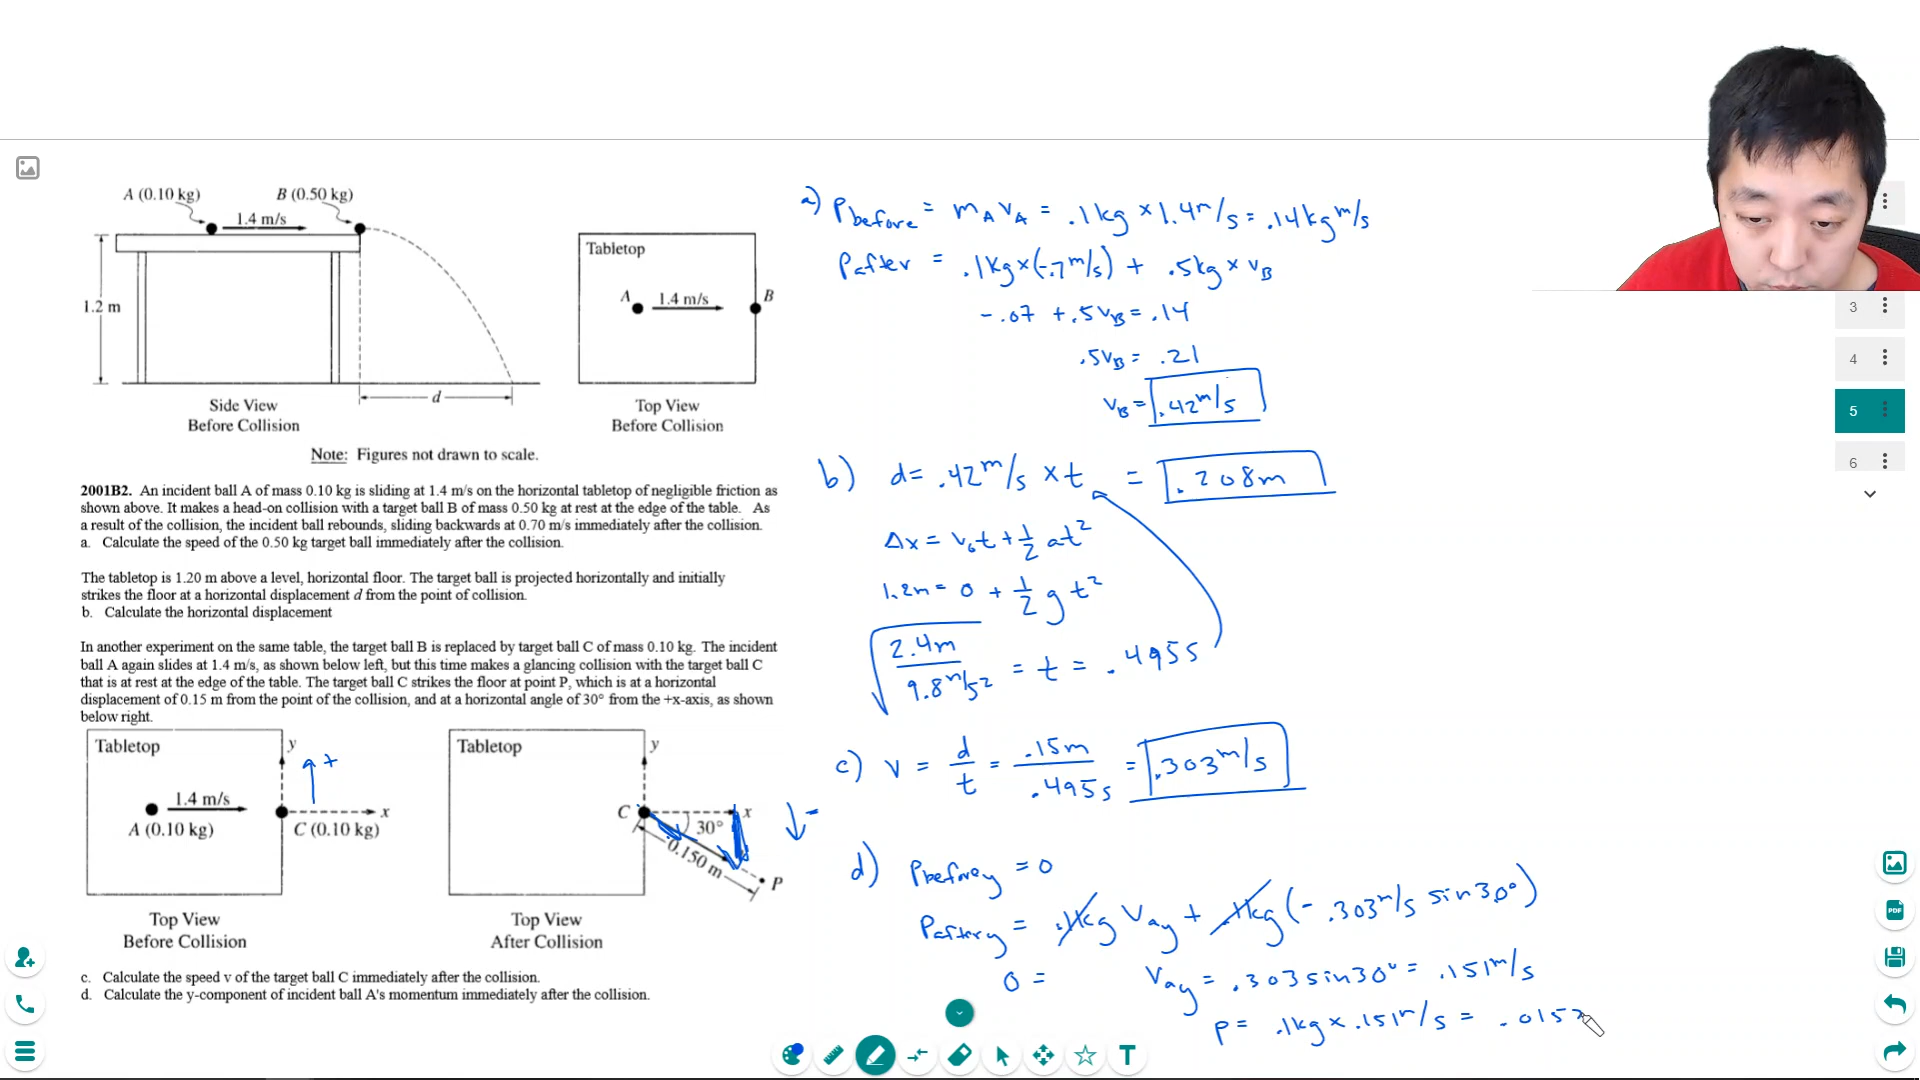 A (0.10 kg)
B (0.50 kg)
1.4 m/s
1.2 m
d
Side View
Before Collision
Tabletop
A
1.4 m/s
B
Top View
Before Collision
Note: Figures not drawn to scale.
2001B2. An incident ball A of mass 0.10 kg is sliding at 1.4 m/s on the horizontal tabletop of negligible friction as
shown above. It makes a head-on collision with a target ball B of mass 0.50 kg at rest at the edge of the table. As
a result of the collision, the incident ball rebounds, sliding backwards at 0.70 m/s immediately after the collision.
a. Calculate the speed of the 0.50 kg target ball immediately after the collision.
The tabletop is 1.20 m above a level, horizontal floor. The target ball is projected horizontally and initially
strikes the floor at a horizontal displacement d from the point of collision.
b. Calculate the horizontal displacement
In another experiment on the same table, the target ball B is replaced by target ball C of mass 0.10 kg. The incident
ball A again slides at 1.4 m/s, as shown below left, but this time makes a glancing collision with the target ball C
that is at rest at the edge of the table. The target ball C strikes the floor at point P, which is at a horizontal
displacement of 0.15 m from the point of the collision, and at a horizontal angle of 30° from the +x-axis, as shown
below right.
Tabletop
y
+
1.4 m/s
x
A (0.10 kg)
C (0.10 kg)
Top View
Before Collision
Tabletop
y
C
x
30°
0.150 m
P
-
Top View
After Collision
c. Calculate the speed v of the target ball C immediately after the collision.
d. Calculate the y-component of incident ball A's momentum immediately after the collision.
a) Pbefore = mAvA = .1kg × 1.4m/s = .14kg m/s
Pafter = .1kg×(-.7m/s) + .5kg × vB
-.07 + .5vB = .14
.5vB = .21
vB = .42m/s
b) d = .42m/s × t = .208m
Δx = v₀t + 1/2 at²
1.2m = 0 + 1/2 g t²
√2.4m/9.8m/s² = t = .495s
c) v = d/t = .15m/.495s = .303m/s
d) Pbeforey = 0
Paftery = .1kg Vay + .1kg (- .303m/s sin30°)
0 = Vay = .303sin30° = .151m/s
p = .1kg × .151m/s = .015
3
4
5
6
PDF
T